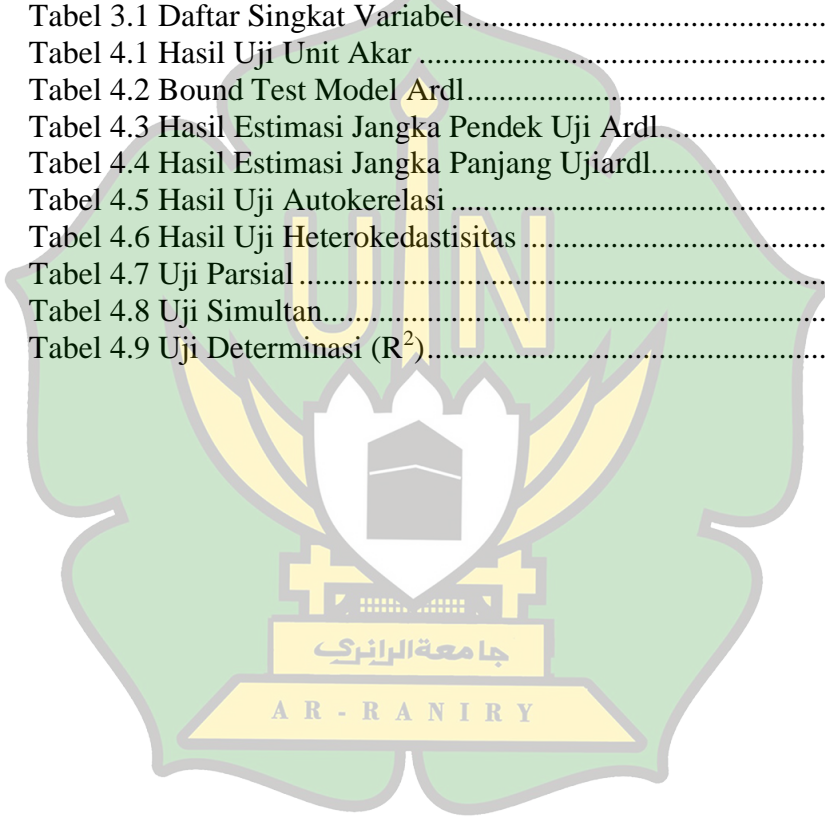 Tabel 3.1 Daftar Singkat Variabel......................................................
Tabel 4.1 Hasil Uji Unit Akar......................................................
Tabel 4.2 Bound Test Model Ardl......................................................
Tabel 4.3 Hasil Estimasi Jangka Pendek Uji Ardl..............................
Tabel 4.4 Hasil Estimasi Jangka Panjang Ujiardl..............................
Tabel 4.5 Hasil Uji Autokerelasi......................................................
Tabel 4.6 Hasil Uji Heterokedastisitas..............................................
Tabel 4.7 Uji Parsial......................................................
Tabel 4.8 Uji Simultan......................................................
Tabel 4.9 Uji Determinasi (R²)......................................................
UIN
جامعة الرانري
AR-RANIRY